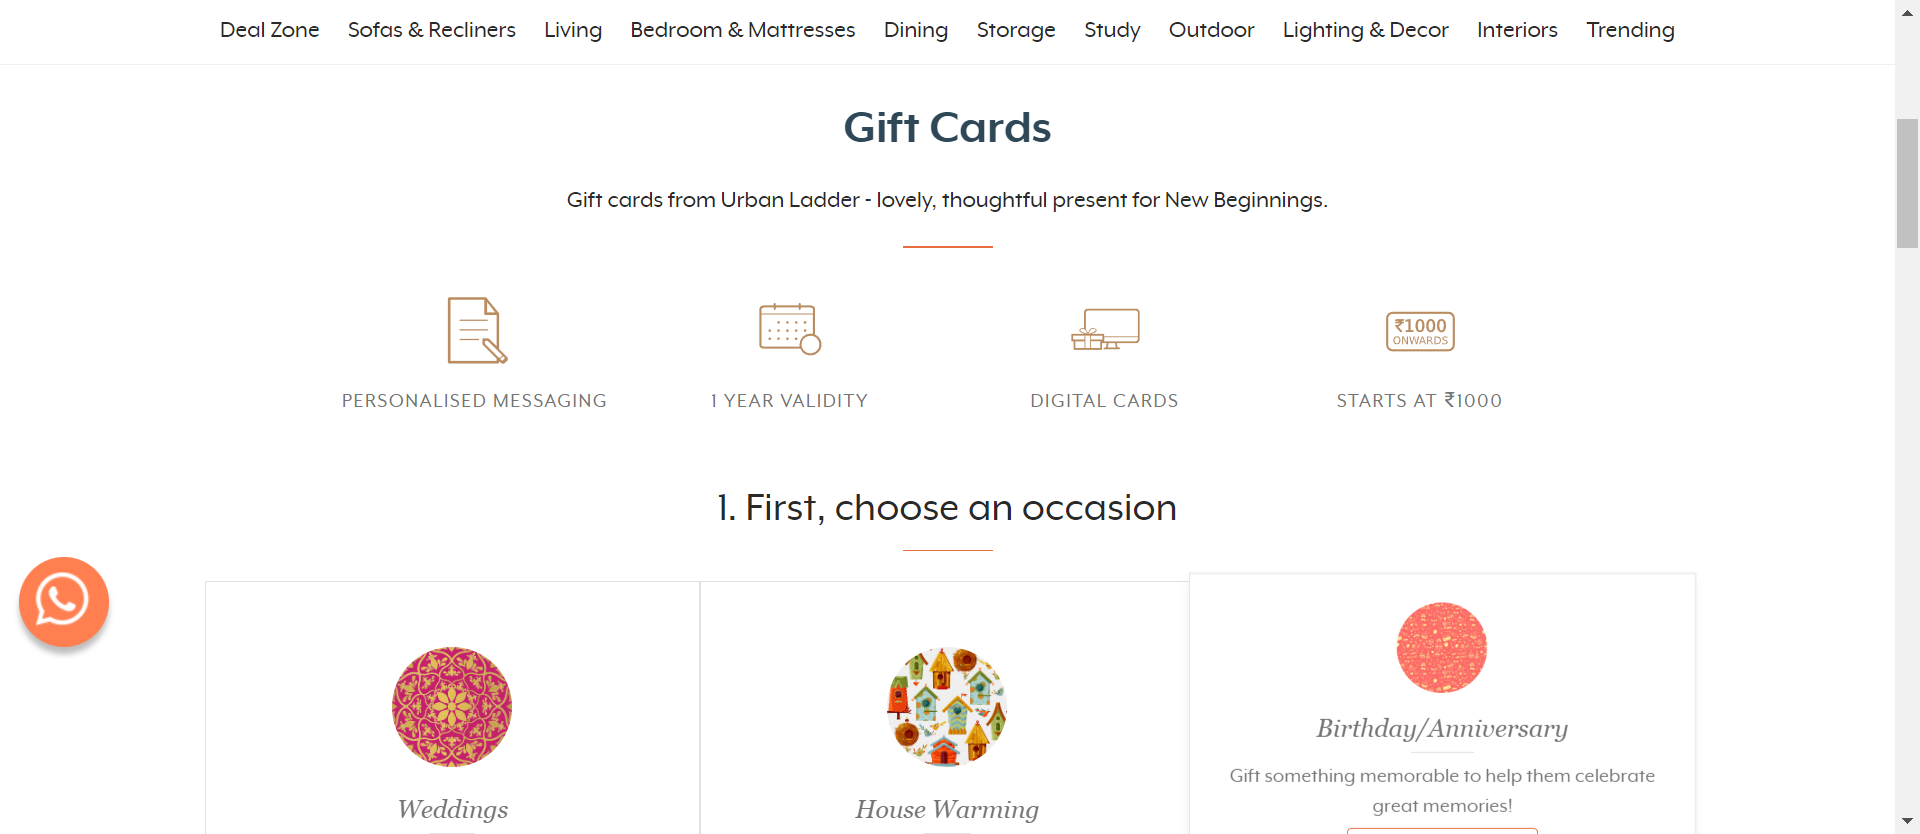 Deal Zone Sofas & Recliners Living Bedroom & Mattresses Dining Storage Study Outdoor Lighting & Decor Interiors Trending
Gift Cards
Gift cards from Urban Ladder - lovely, thoughtful present for New Beginnings.
₹1000
ONWARDS
PERSONALISED MESSAGING 1 YEAR VALIDITY DIGITAL CARDS STARTS AT ₹1000
1. First, choose an occasion
Weddings
House Warming
Birthday/Anniversary
Gift something memorable to help them celebrate
great memories!